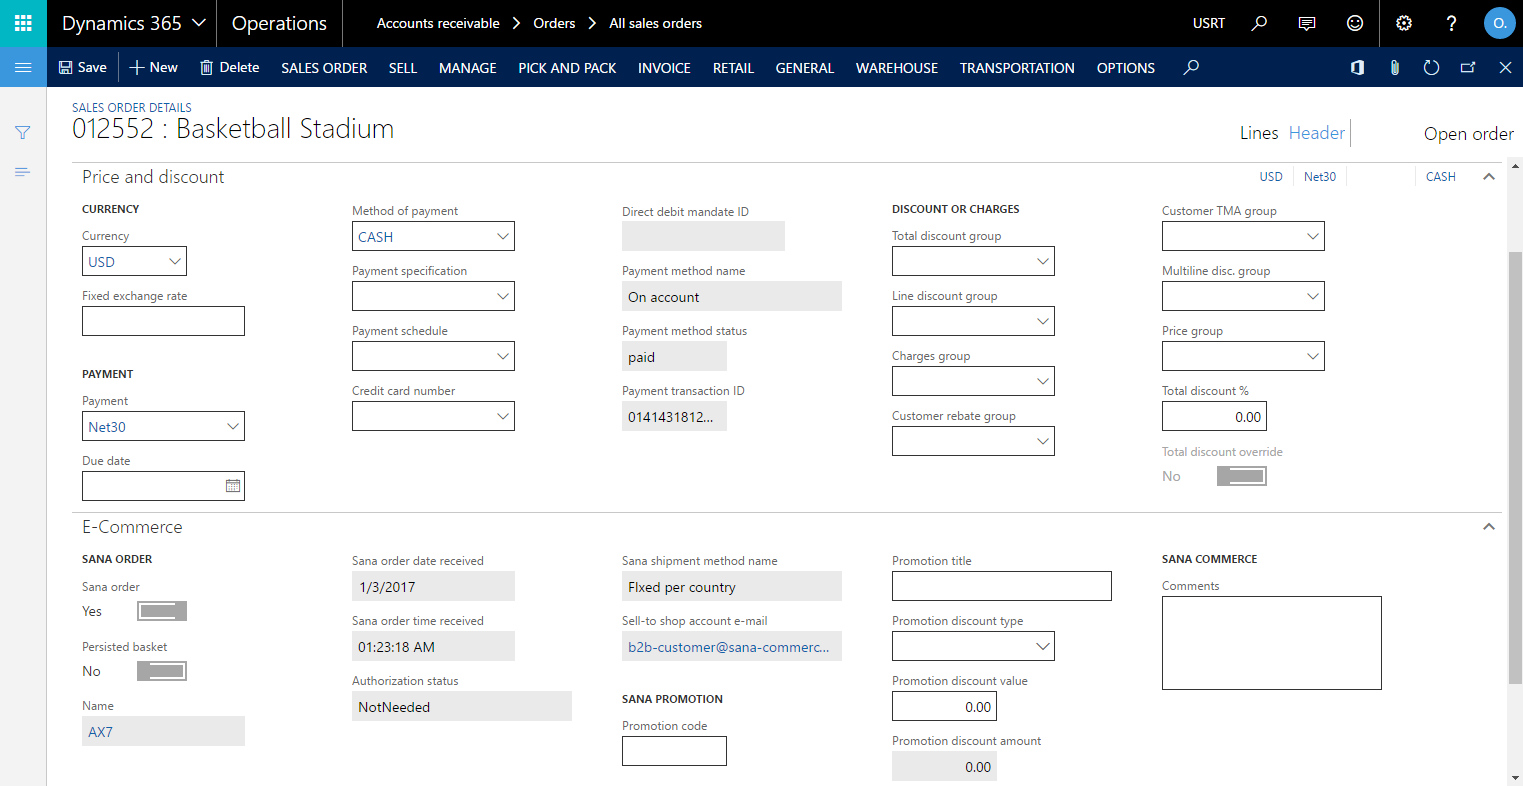 Dynamics 365 Operations Accounts receivable Orders All sales orders USRT ? O.
Save New Delete SALES ORDER SELL MANAGE PICK AND PACK INVOICE RETAIL GENERAL WAREHOUSE TRANSPORTATION OPTIONS
SALES ORDER DETAILS
012552 : Basketball Stadium
Lines Header Open order
Price and discount
USD Net30 CASH
CURRENCY
Currency
USD
Fixed exchange rate
PAYMENT
Payment
Net30
Due date
Method of payment
CASH
Payment specification
Payment schedule
Credit card number
Direct debit mandate ID
Payment method name
On account
Payment method status
paid
Payment transaction ID
0141431812...
DISCOUNT OR CHARGES
Total discount group
Line discount group
Charges group
Customer rebate group
Customer TMA group
Multiline disc. group
Price group
Total discount %
0.00
Total discount override
No
E-Commerce
SANA ORDER
Sana order
Yes
Persisted basket
No
Name
AX7
Sana order date received
1/3/2017
Sana order time received
01:23:18 AM
Authorization status
NotNeeded
Sana shipment method name
FIxed per country
Sell-to shop account e-mail
b2b-customer@sana-commerc...
SANA PROMOTION
Promotion code
Promotion title
Promotion discount type
Promotion discount value
0.00
Promotion discount amount
0.00
SANA COMMERCE
Comments